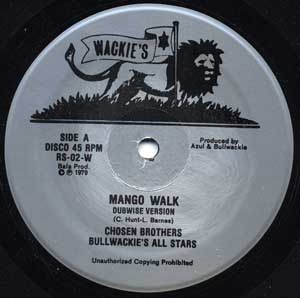 WACKIE'S
SIDE A
DISCO 45 RPM
RS-02-W
Bals Prod.
© ℗ 1979
Produced by
Azul & Bullwackie
MANGO WALK
DUBWISE VERSION
(C. Hunt-L. Barnes)
CHOSEN BROTHERS
BULLWACKIE'S ALL STARS
Unauthorized Copying Prohibited